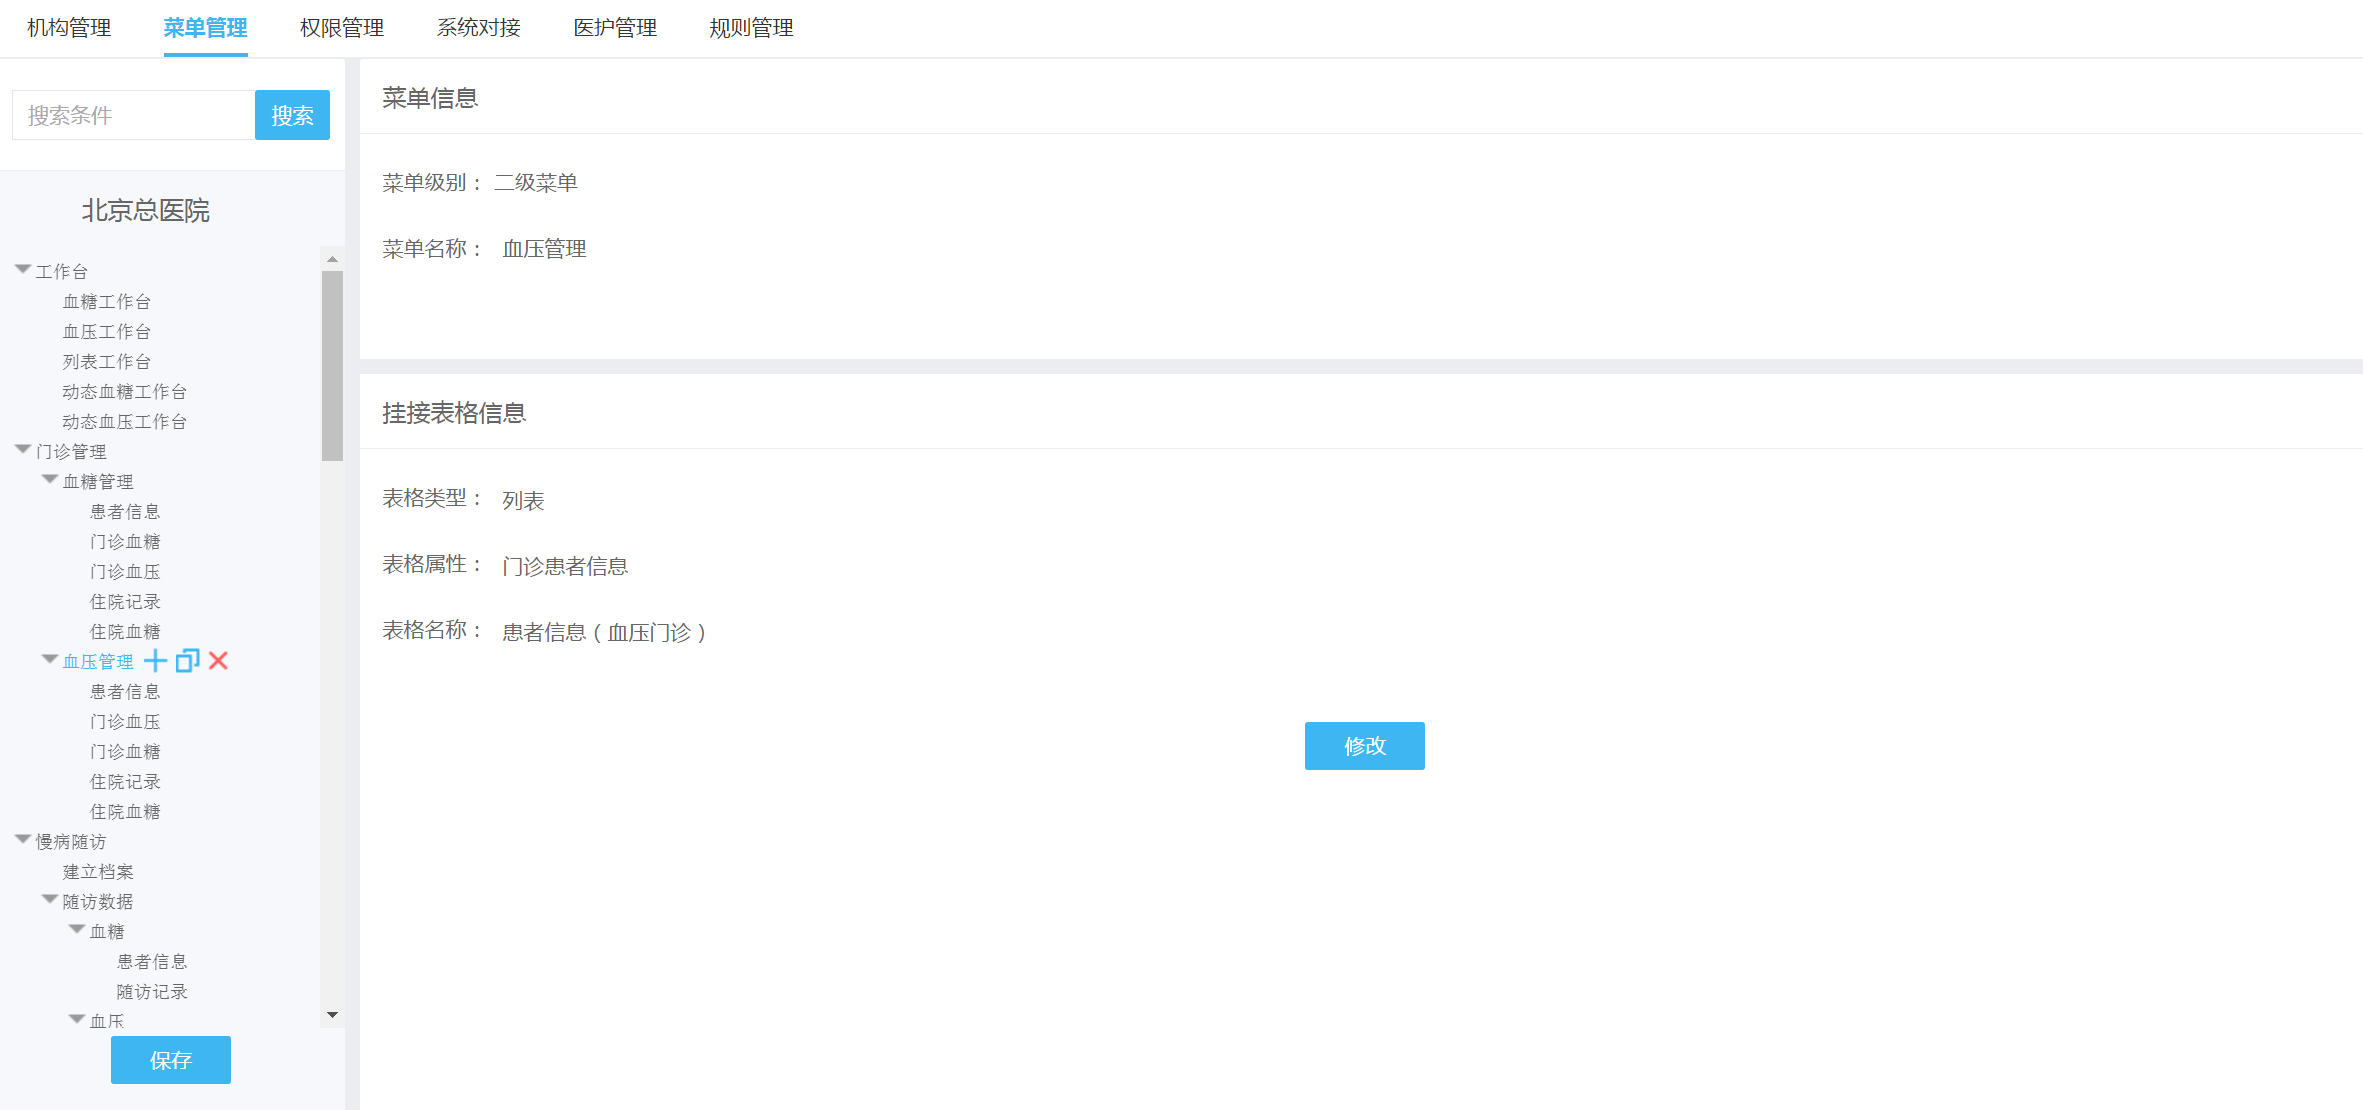 机构管理 菜单管理 权限管理 系统对接 医护管理 规则管理
搜索条件 搜索
北京总医院
工作台
血糖工作台
血压工作台
列表工作台
动态血糖工作台
动态血压工作台
门诊管理
血糖管理
患者信息
门诊血糖
门诊血压
住院记录
住院血糖
血压管理
患者信息
门诊血压
门诊血糖
住院记录
住院血糖
慢病随访
建立档案
随访数据
血糖
患者信息
随访记录
血压
保存
菜单信息
菜单级别： 二级菜单
菜单名称： 血压管理
挂接表格信息
表格类型： 列表
表格属性： 门诊患者信息
表格名称： 患者信息（血压门诊）
修改